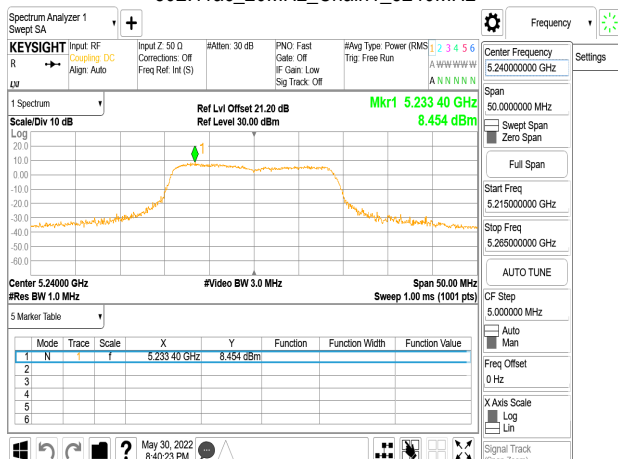 Spectrum Analyzer 1
Swept SA
Frequency
Settings
KEYSIGHT
R
Input: RF
Coupling: DC
Align: Auto
Input Z: 50 Ω
Corrections: Off
Freq Ref: Int (S)
#Atten: 30 dB
PNO: Fast
Gate: Off
IF Gain: Low
Sig Track: Off
#Avg Type: Power (RMS
Trig: Free Run
1 2 3 4 5 6
A W W W W W
A N N N N N
1 Spectrum
Scale/Div 10 dB
Log
Ref Lvl Offset 21.20 dB
Ref Level 30.00 dBm
Mkr1 5.233 40 GHz
8.454 dBm
1
20.0
10.0
0.00
-10.0
-20.0
-30.0
-40.0
-50.0
-60.0
Center 5.24000 GHz
#Video BW 3.0 MHz
Span 50.00 MHz
#Res BW 1.0 MHz
Sweep 1.00 ms (1001 pts)
5 Marker Table
Mode Trace Scale X Y Function Function Width Function Value
1 N 1 f 5.233 40 GHz 8.454 dBm
2
3
4
5
6
May 30, 2022
8:40:23 PM
Center Frequency
5.240000000 GHz
Span
50.0000000 MHz
Swept Span
Zero Span
Full Span
Start Freq
5.215000000 GHz
Stop Freq
5.265000000 GHz
AUTO TUNE
CF Step
5.000000 MHz
Auto
Man
Freq Offset
0 Hz
X Axis Scale
Log
Lin
Signal Track